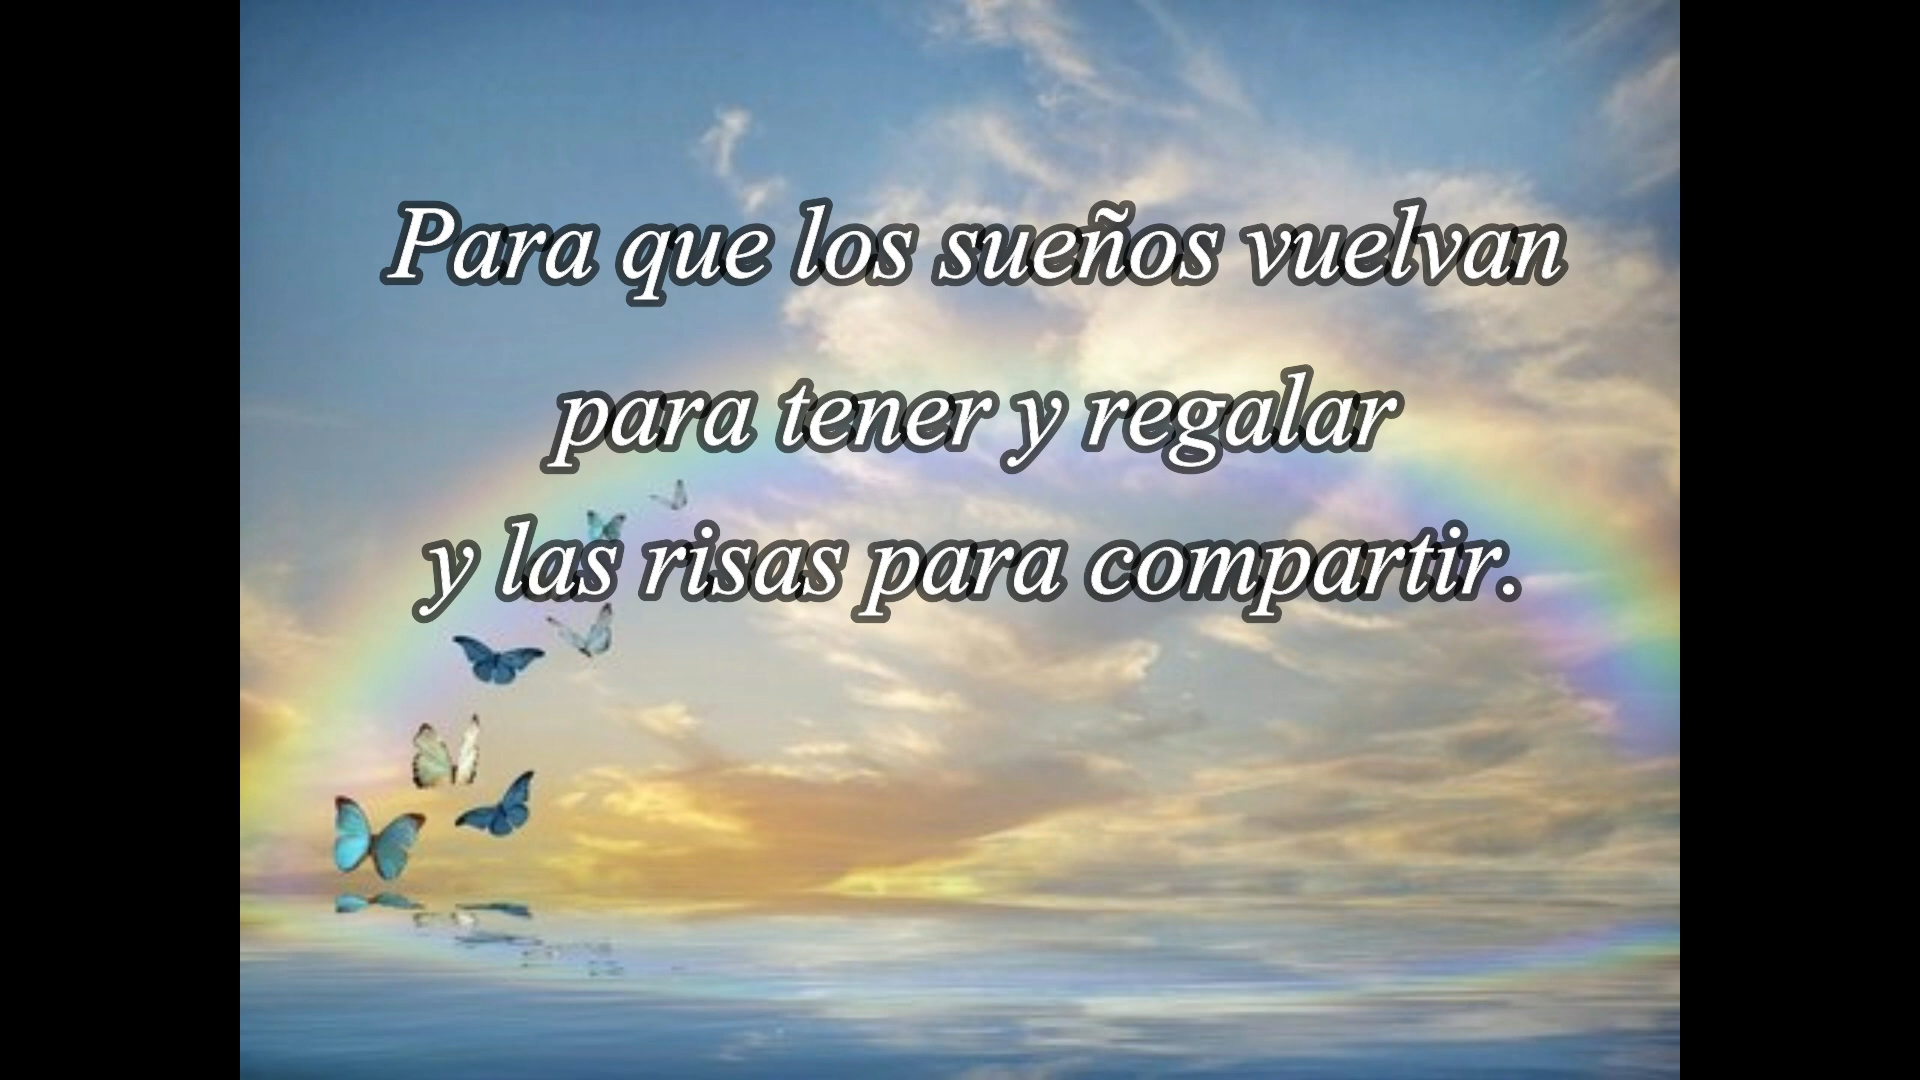 Para que los sueños vuelvan
para tener y regalar
y las risas para compartir.